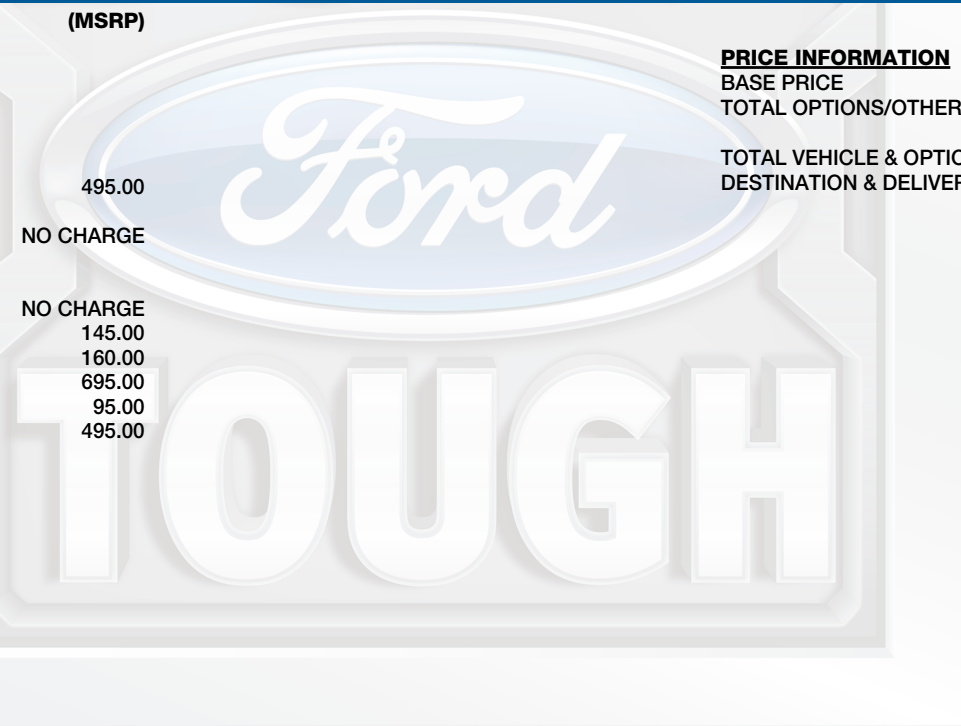 (MSRP)
495.00
NO CHARGE
NO CHARGE
145.00
160.00
695.00
95.00
495.00
PRICE INFORMATION
BASE PRICE
TOTAL OPTIONS/OTHER
TOTAL VEHICLE & OPTIO
DESTINATION & DELIVER
Ford
TOUGH